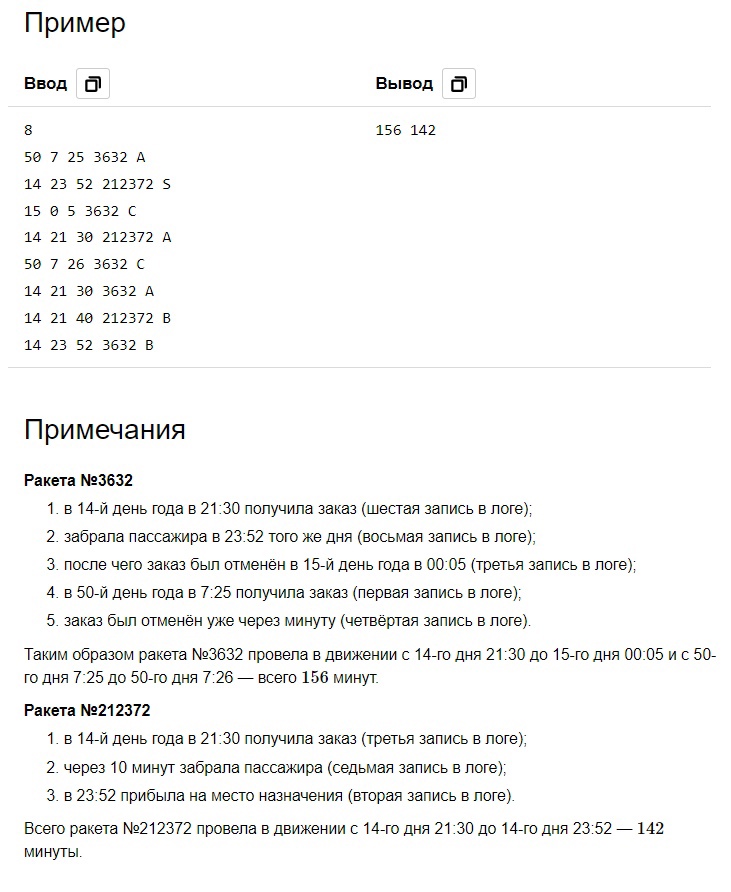 Пример
Ввод Вывод
8 156 142
50 7 25 3632 A
14 23 52 212372 S
15 0 5 3632 C
14 21 30 212372 A
50 7 26 3632 C
14 21 30 3632 A
14 21 40 212372 B
14 23 52 3632 B
Примечания
Ракета №3632
1. в 14-й день года в 21:30 получила заказ (шестая запись в логе);
2. забрала пассажира в 23:52 того же дня (восьмая запись в логе);
3. после чего заказ был отменён в 15-й день года в 00:05 (третья запись в логе);
4. в 50-й день года в 7:25 получила заказ (первая запись в логе);
5. заказ был отменён уже через минуту (четвёртая запись в логе).
Таким образом ракета №3632 провела в движении с 14-го дня 21:30 до 15-го дня 00:05 и с 50-
го дня 7:25 до 50-го дня 7:26 — всего 156 минут.
Ракета №212372
1. в 14-й день года в 21:30 получила заказ (третья запись в логе);
2. через 10 минут забрала пассажира (седьмая запись в логе);
3. в 23:52 прибыла на место назначения (вторая запись в логе).
Всего ракета №212372 провела в движении с 14-го дня 21:30 до 14-го дня 23:52 — 142
минуты.